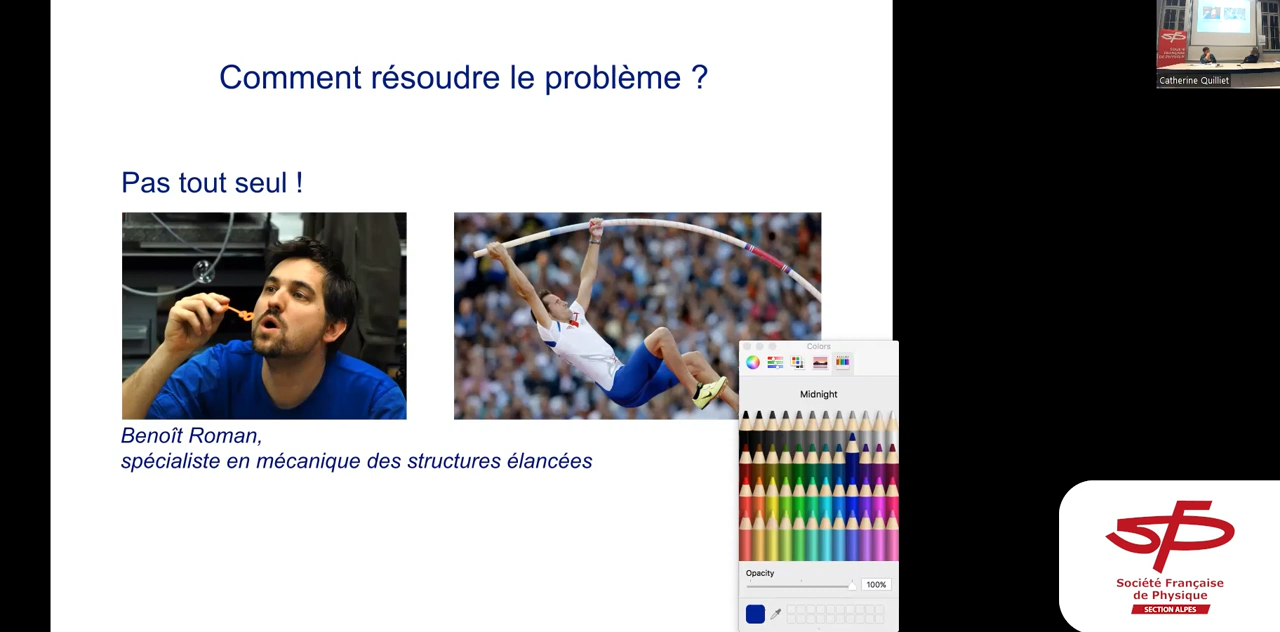 Comment résoudre le problème ?
Pas tout seul !
Benoît Roman,
spécialiste en mécanique des structures élancées
Colors
Midnight
Opacity
100%
Catherine Quilliet
sfp
Société Française
de Physique
SECTION ALPES